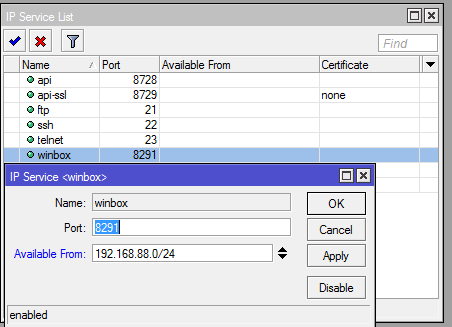 IP Service List
Find
Name Port Available From Certificate
api 8728
api-ssl 8729 none
ftp 21
ssh 22
telnet 23
winbox 8291
IP Service <winbox>
Name: winbox OK
Port: 8291 Cancel
Available From: 192.168.88.0/24 Apply
Disable
enabled